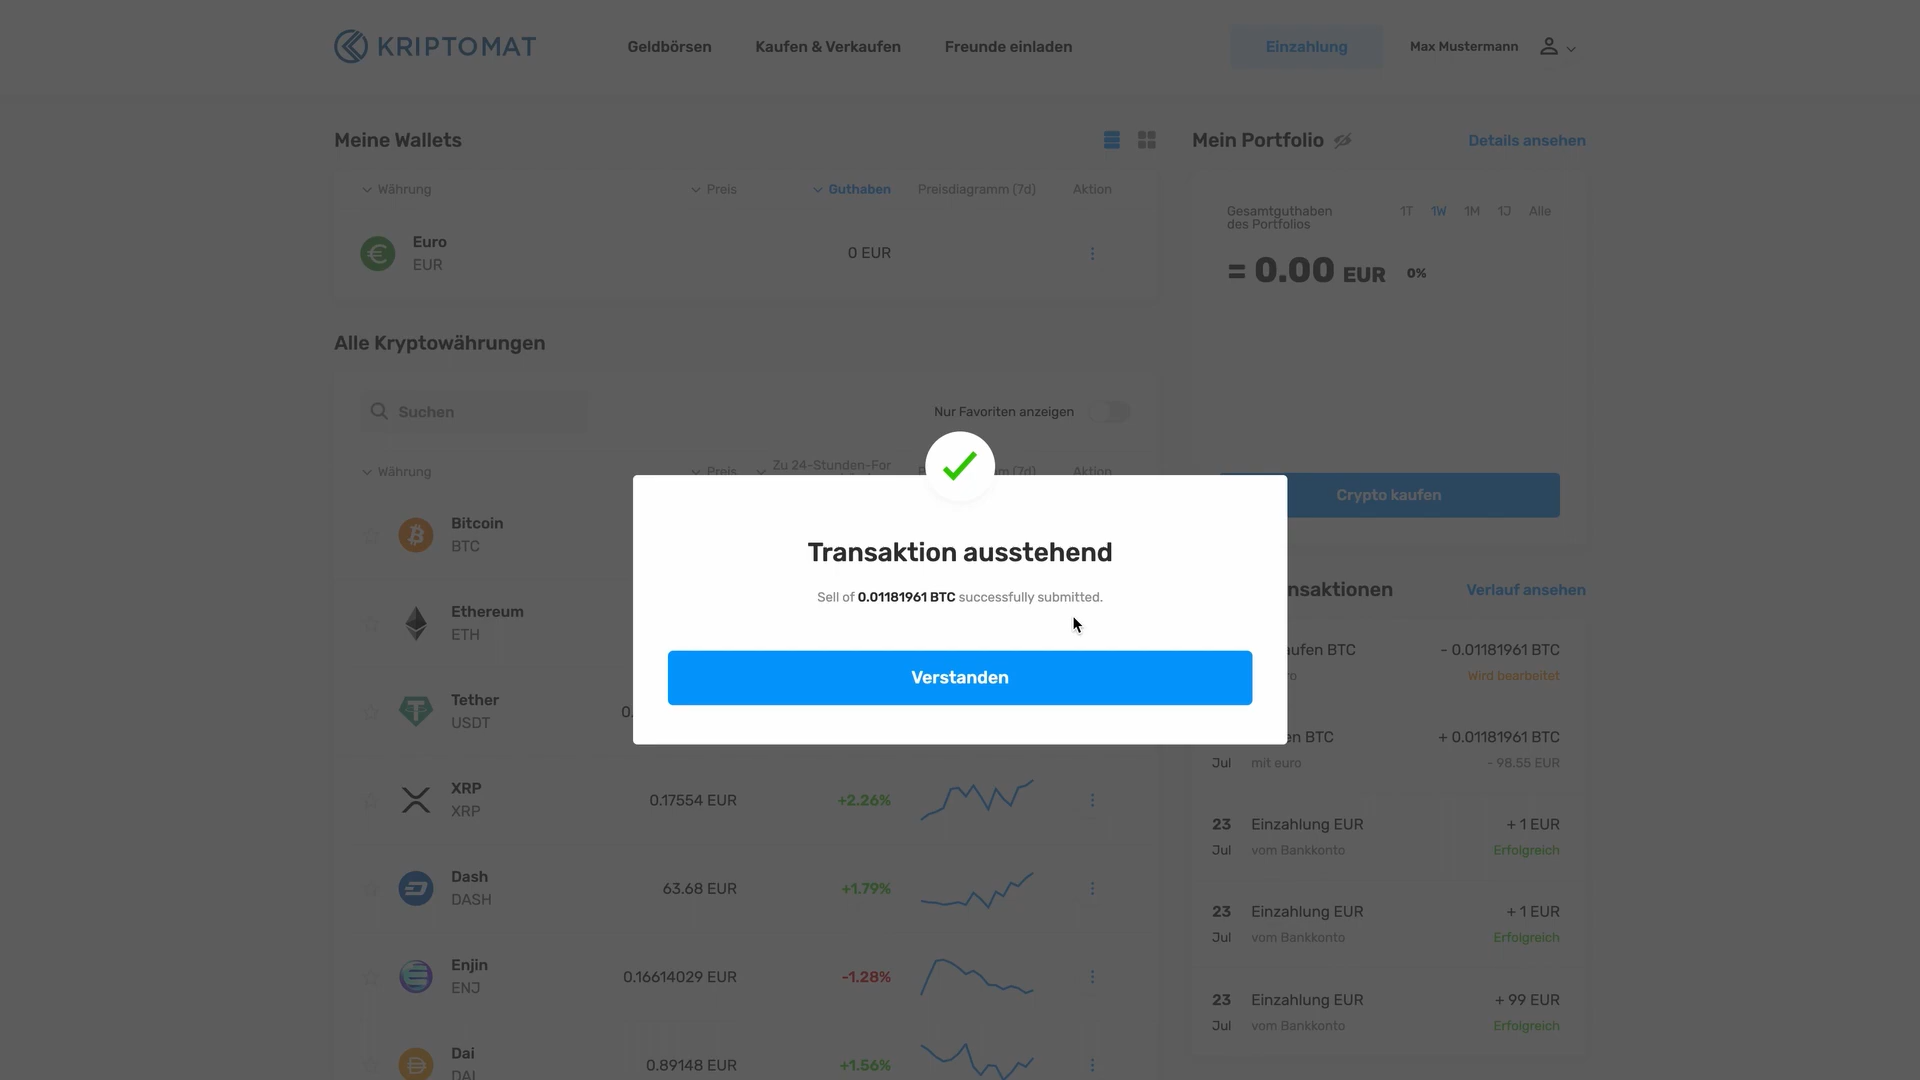 KRIPTOMAT
Geldbörsen
Kaufen & Verkaufen
Freunde einladen
Einzahlung
Max Mustermann
Meine Wallets
Währung
Preis
Guthaben
Preisdiagramm (7d)
Aktion
Euro
EUR
0 EUR
Alle Kryptowährungen
Suchen
Nur Favoriten anzeigen
Währung
Preis
Zu 24-Stunden-For
m (7d)
Aktion
Bitcoin
BTC
Ethereum
ETH
Tether
USDT
0.
XRP
XRP
0.17554 EUR
+2.26%
Dash
DASH
63.68 EUR
+1.79%
Enjin
ENJ
0.16614029 EUR
-1.28%
Dai
DAI
0.89148 EUR
+1.56%
Mein Portfolio
Details ansehen
Gesamtguthaben
des Portfolios
1T
1W
1M
1J
Alle
= 0.00 EUR
0%
Crypto kaufen
nsaktionen
Verlauf ansehen
aufen BTC
- 0.01181961 BTC
ro
Wird bearbeitet
en BTC
+ 0.01181961 BTC
Jul
mit euro
- 98.55 EUR
23
Einzahlung EUR
+ 1 EUR
Jul
vom Bankkonto
Erfolgreich
23
Einzahlung EUR
+ 1 EUR
Jul
vom Bankkonto
Erfolgreich
23
Einzahlung EUR
+ 99 EUR
Jul
vom Bankkonto
Erfolgreich
Transaktion ausstehend
Sell of 0.01181961 BTC successfully submitted.
Verstanden